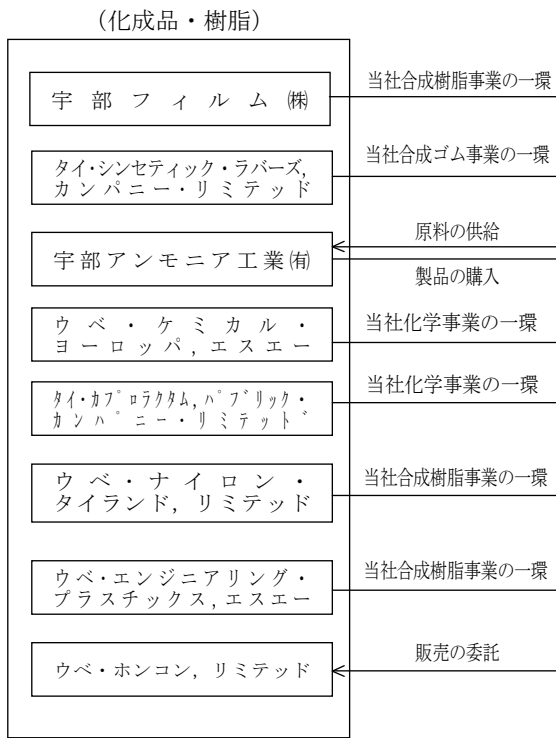 (化成品・樹脂)
宇部フィルム㈱
当社合成樹脂事業の一環
タイ・シンセティック・ラバーズ,
カンパニー・リミテッド
当社合成ゴム事業の一環
宇部アンモニア工業㈲
原料の供給
製品の購入
ウベ・ケミカル・
ヨーロッパ,エスエー
当社化学事業の一環
ﾀｲ･ｶﾌﾟﾛﾗｸﾀﾑ,ﾊﾟﾌﾞﾘｯｸ･
ｶﾝﾊﾟﾆｰ･ﾘﾐﾃｯﾄﾞ
当社化学事業の一環
ウベ・ナイロン・
タイランド,リミテッド
当社合成樹脂事業の一環
ウベ・エンジニアリング・
プラスチックス,エスエー
当社合成樹脂事業の一環
ウベ・ホンコン,リミテッド
販売の委託